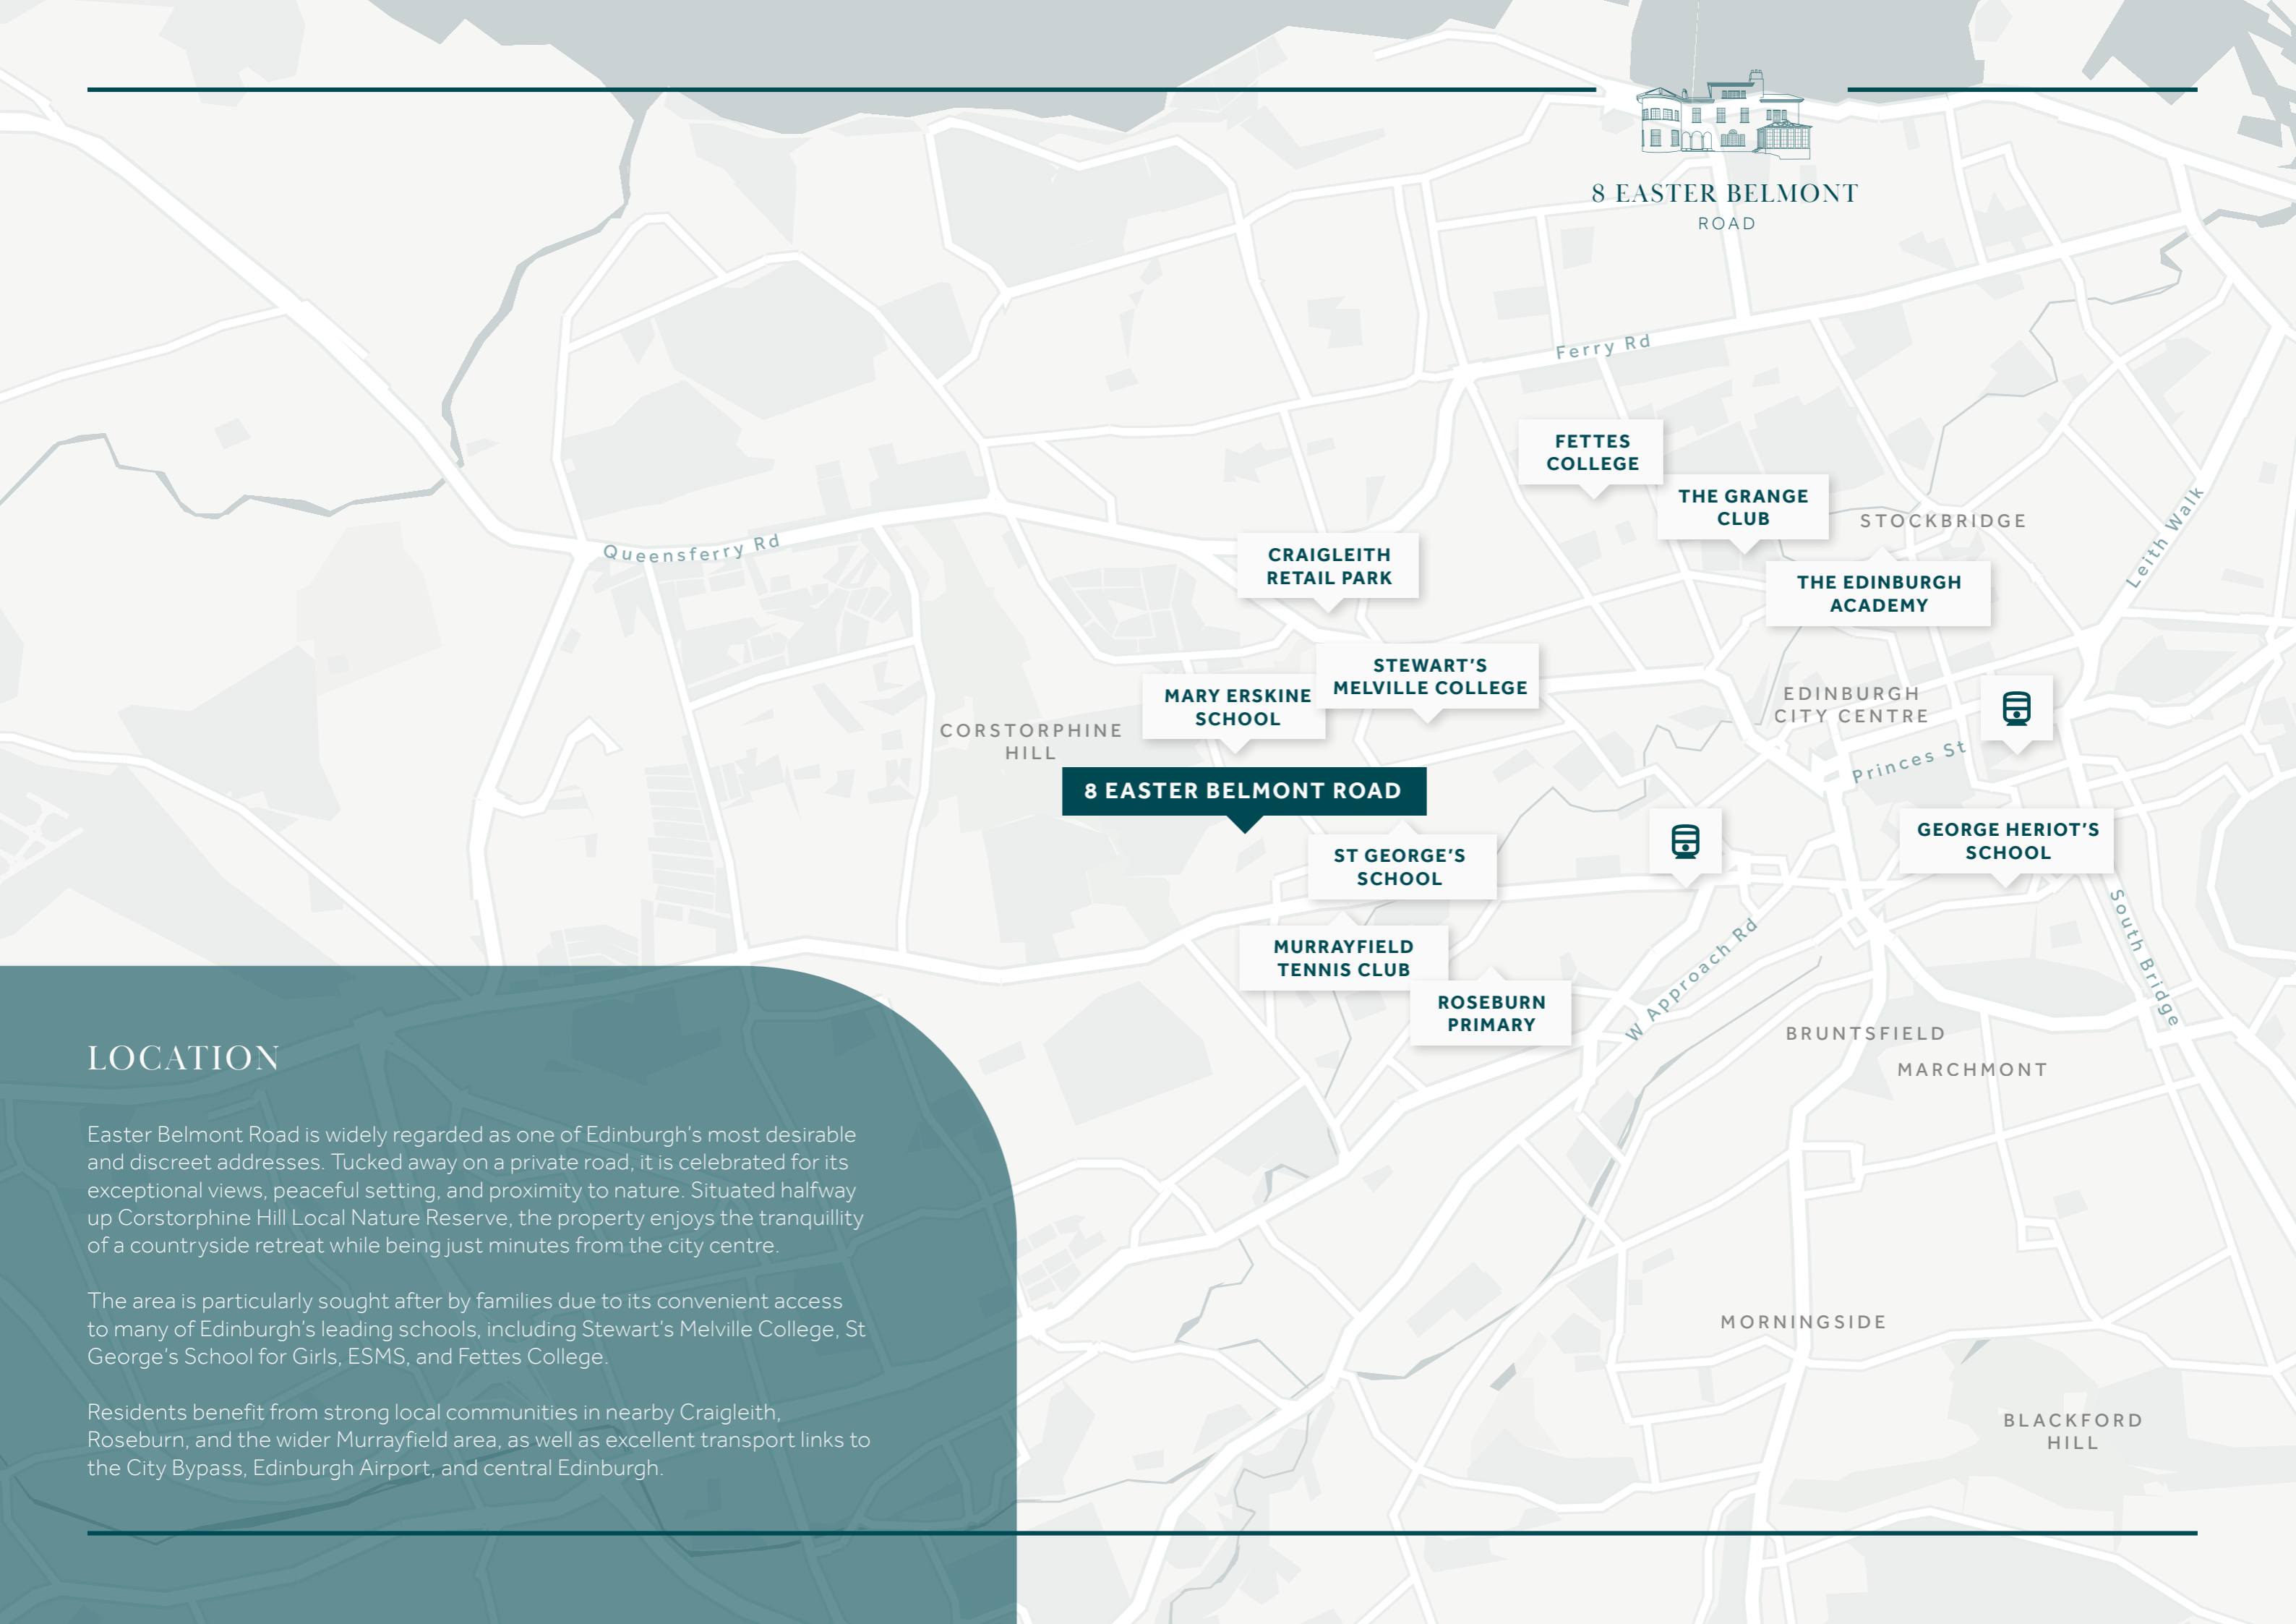 8 EASTER BELMONT
ROAD
Ferry Rd
FETTES
COLLEGE
THE GRANGE
CLUB
STOCKBRIDGE
Leith Walk
Queensferry Rd
CRAIGLEITH
RETAIL PARK
THE EDINBURGH
ACADEMY
STEWART'S
MELVILLE COLLEGE
MARY ERSKINE
SCHOOL
EDINBURGH
CITY CENTRE
CORSTORPHINE
HILL
Princes St
8 EASTER BELMONT ROAD
GEORGE HERIOT'S
SCHOOL
ST GEORGE'S
SCHOOL
South Bridge
MURRAYFIELD
TENNIS CLUB
W Approach Rd
ROSEBURN
PRIMARY
BRUNTSFIELD
MARCHMONT
MORNINGSIDE
BLACKFORD
HILL
LOCATION
Easter Belmont Road is widely regarded as one of Edinburgh's most desirable
and discreet addresses. Tucked away on a private road, it is celebrated for its
exceptional views, peaceful setting, and proximity to nature. Situated halfway
up Corstorphine Hill Local Nature Reserve, the property enjoys the tranquillity
of a countryside retreat while being just minutes from the city centre.
The area is particularly sought after by families due to its convenient access
to many of Edinburgh's leading schools, including Stewart's Melville College, St
George's School for Girls, ESMS, and Fettes College.
Residents benefit from strong local communities in nearby Craigleith,
Roseburn, and the wider Murrayfield area, as well as excellent transport links to
the City Bypass, Edinburgh Airport, and central Edinburgh.